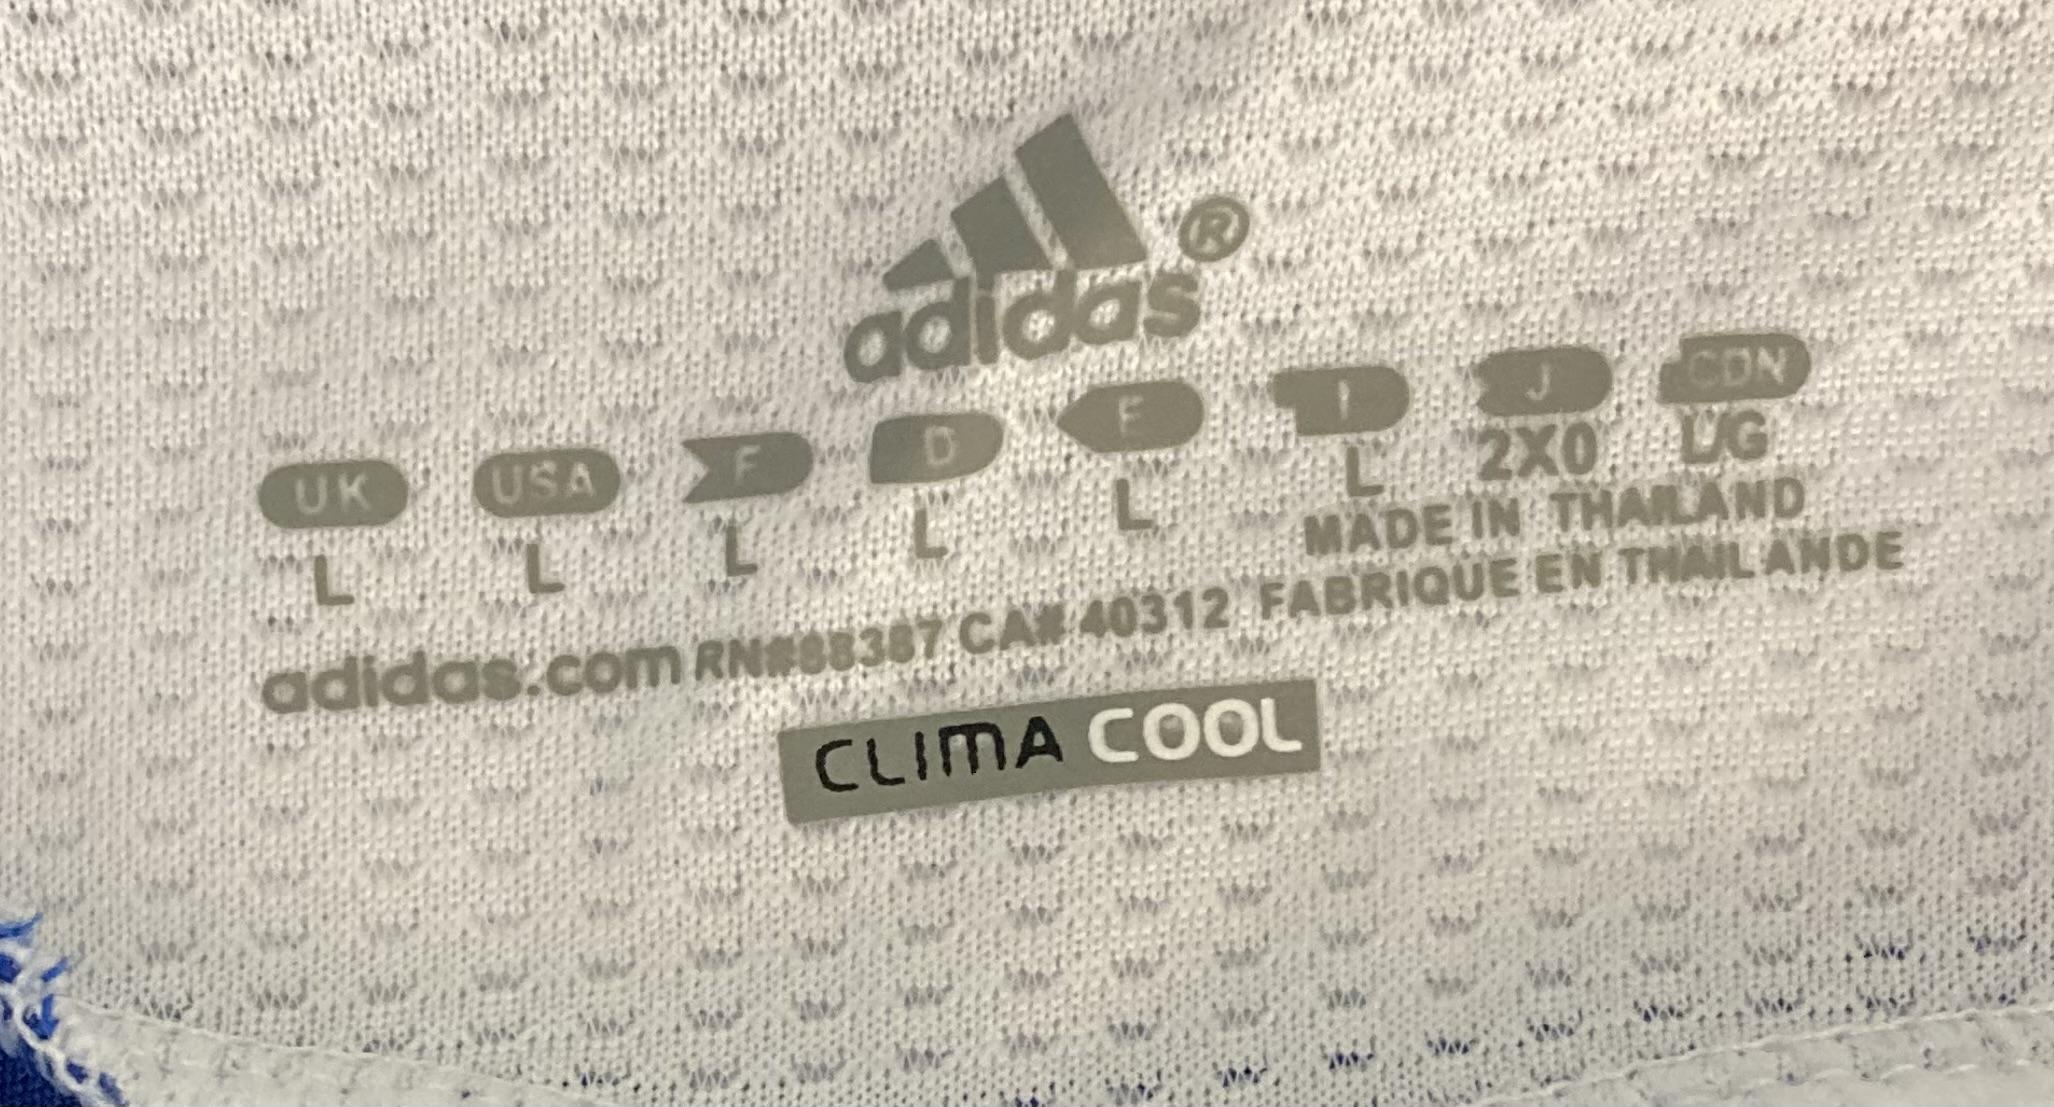 adidas®
UK USA F D E I J CDN
L L L L L L 2X0 L/G
MADE IN THAILAND
adidas.com RN#88387 CA# 40312 FABRIQUE EN THAILANDE
CLIMA COOL